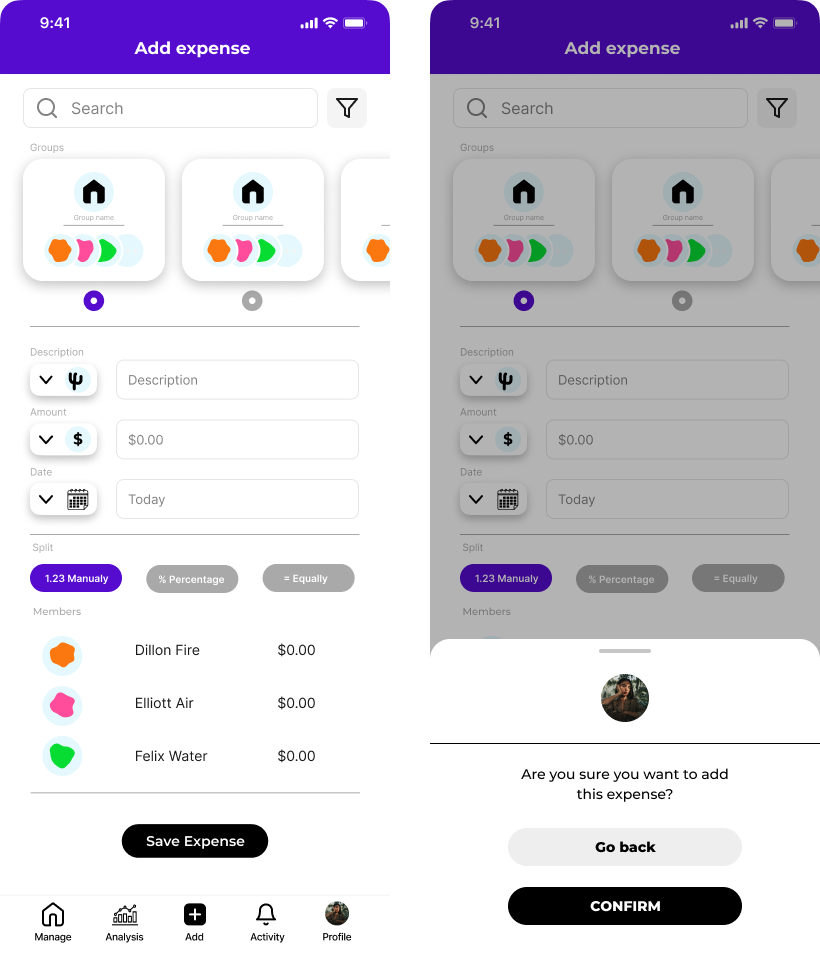 9:41
Add expense
Search
Groups
Group name
Group name
Description
Description
Amount
$
$0.00
Date
Today
Split
1.23 Manualy
% Percentage
= Equally
Members
Dillon Fire
$0.00
Elliott Air
$0.00
Felix Water
$0.00
Save Expense
Manage
Analysis
Add
Activity
Profile
9:41
Add expense
Search
Groups
Group name
Group name
Description
Description
Amount
$
$0.00
Date
Today
Split
1.23 Manualy
% Percentage
= Equally
Members
Are you sure you want to add
this expense?
Go back
CONFIRM